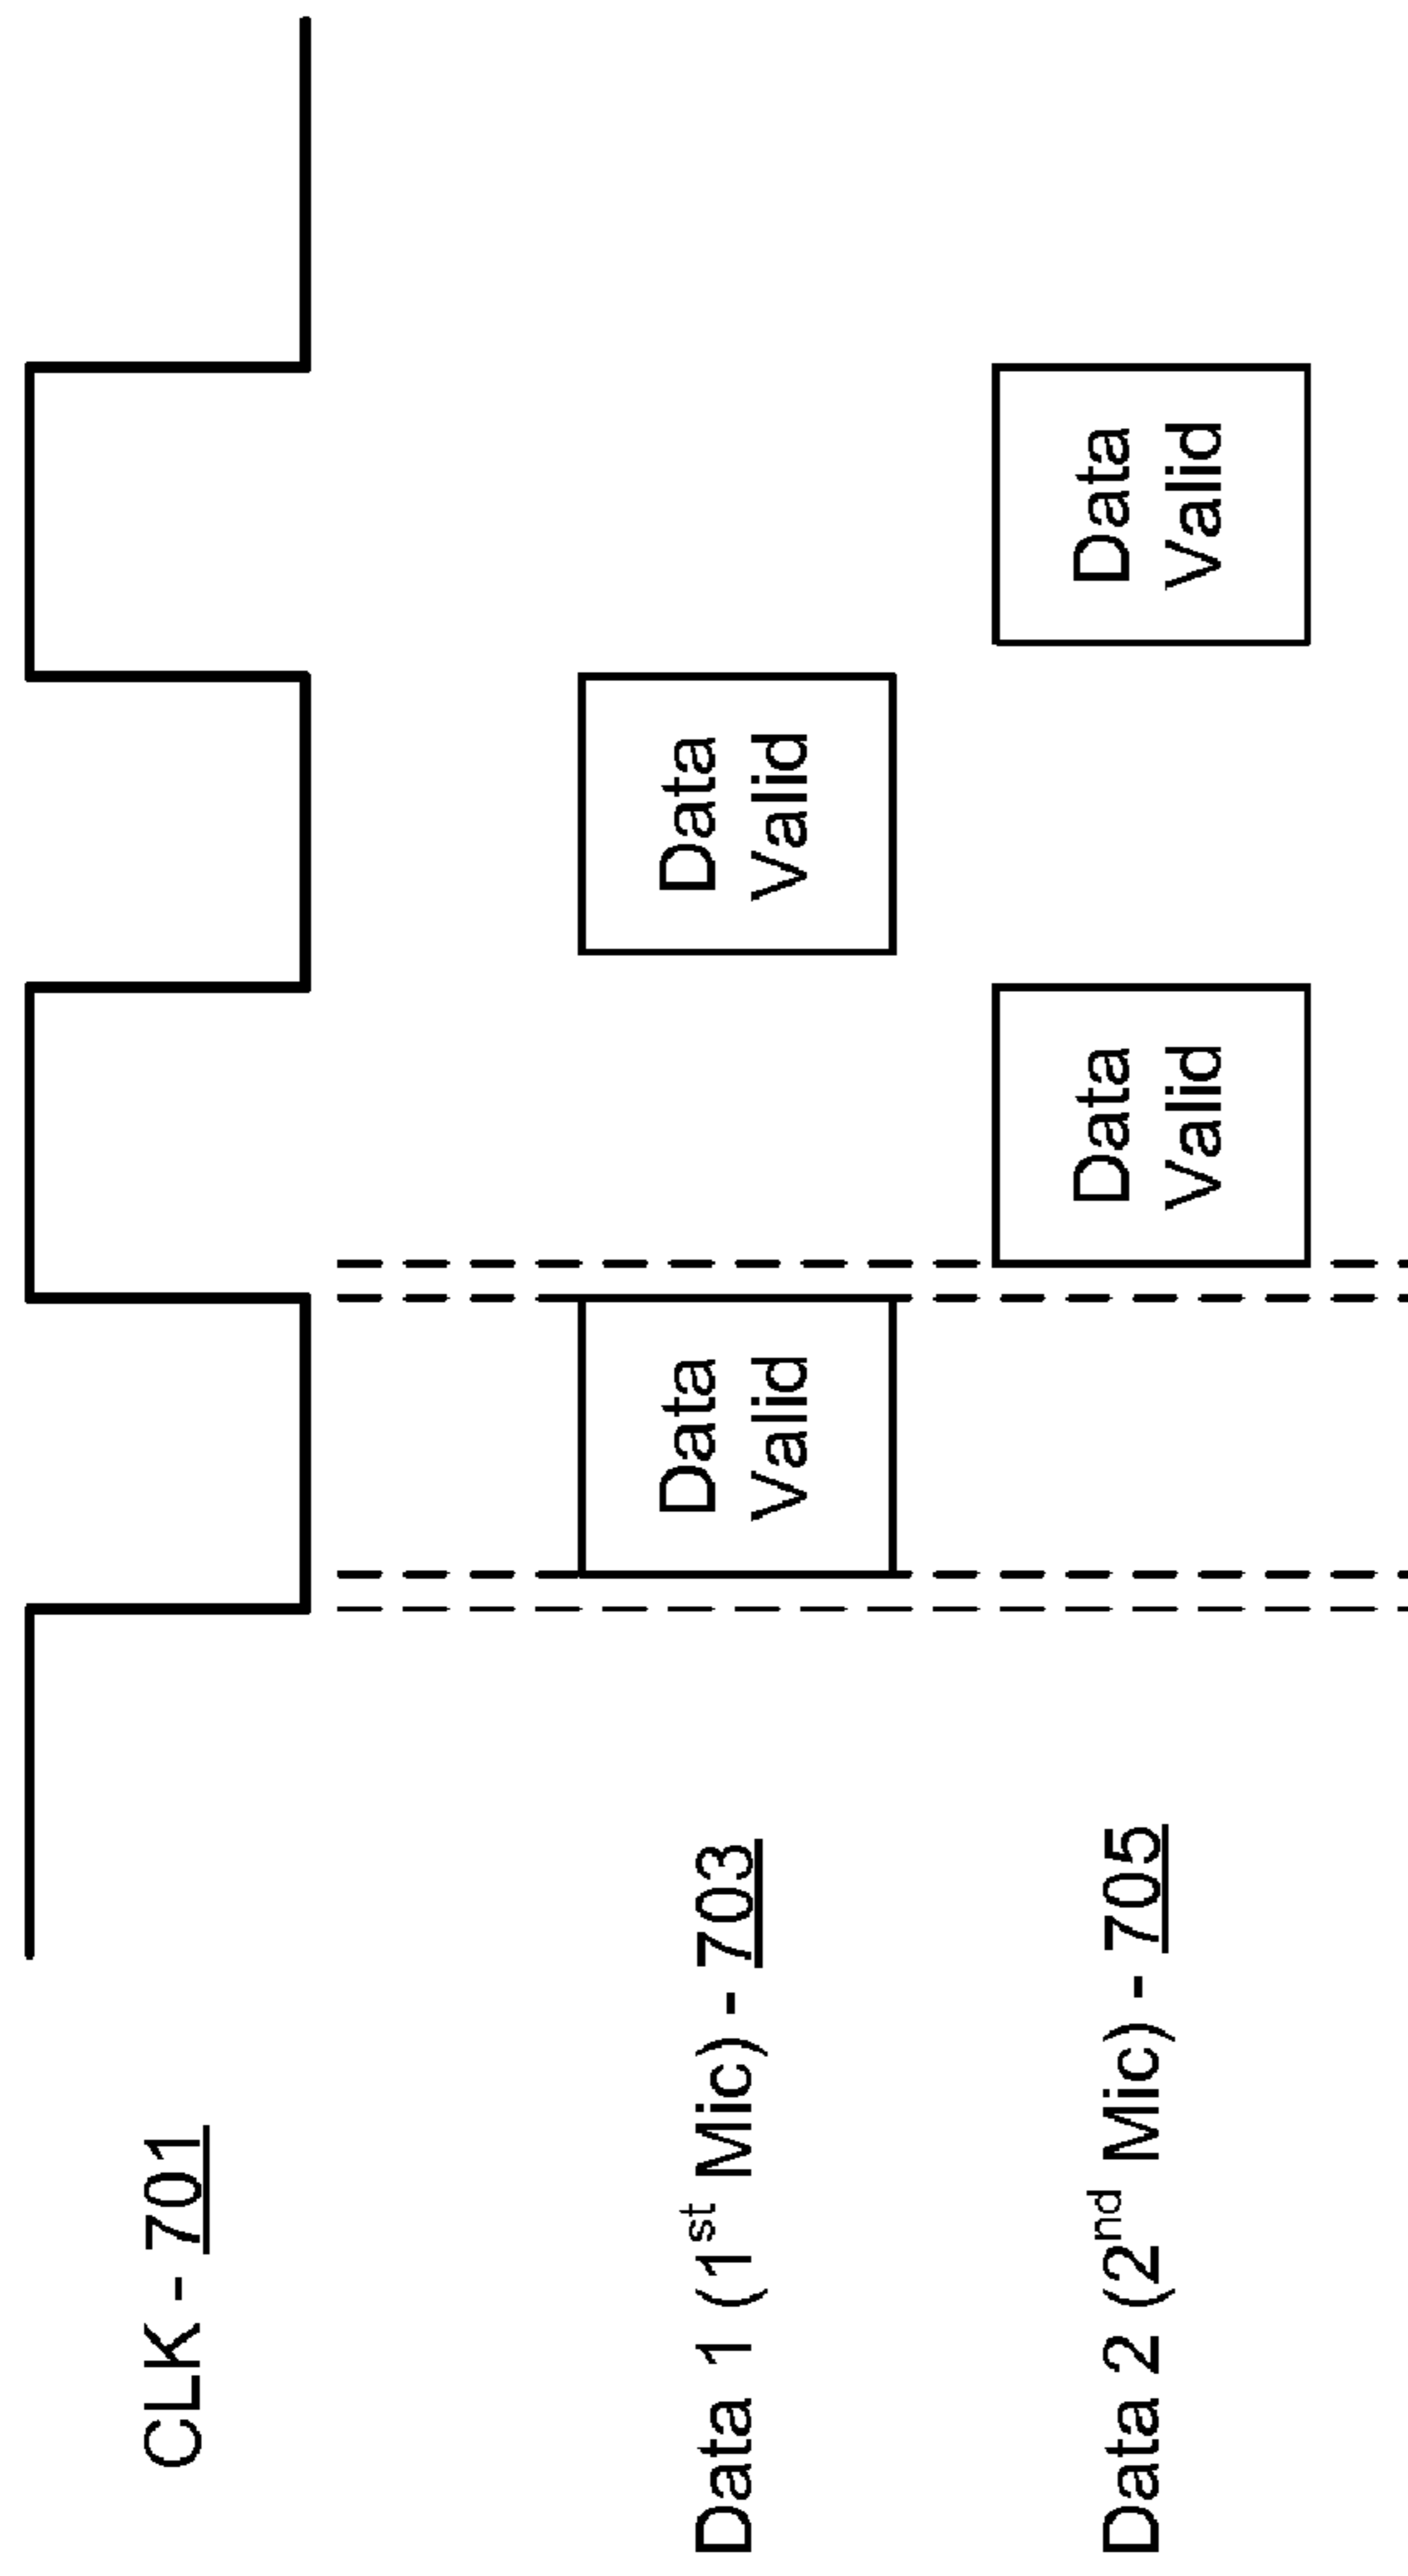 CLK - 701
Data 1 (1st Mic) - 703
Data
Valid
Data
Valid
Data 2 (2nd Mic) - 705
Data
Valid
Data
Valid